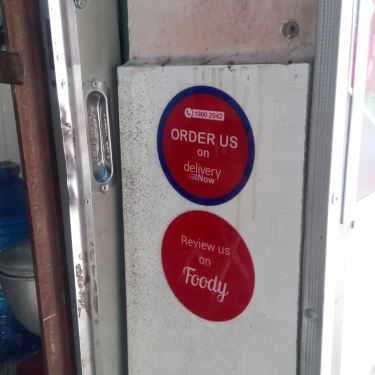 1900 2042
ORDER US
on
delivery
Now
Review us
on
Foody